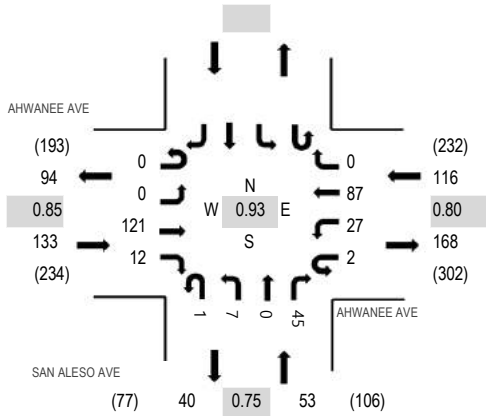 AHWANEE AVE
(193)
(232)
94
0
0
116
N
0.85
0
W 0.93 E
87
0.80
133
121
S
27
168
(234)
12
2
(302)
1 7 0 45
AHWANEE AVE
SAN ALESO AVE
(77) 40 0.75 53 (106)